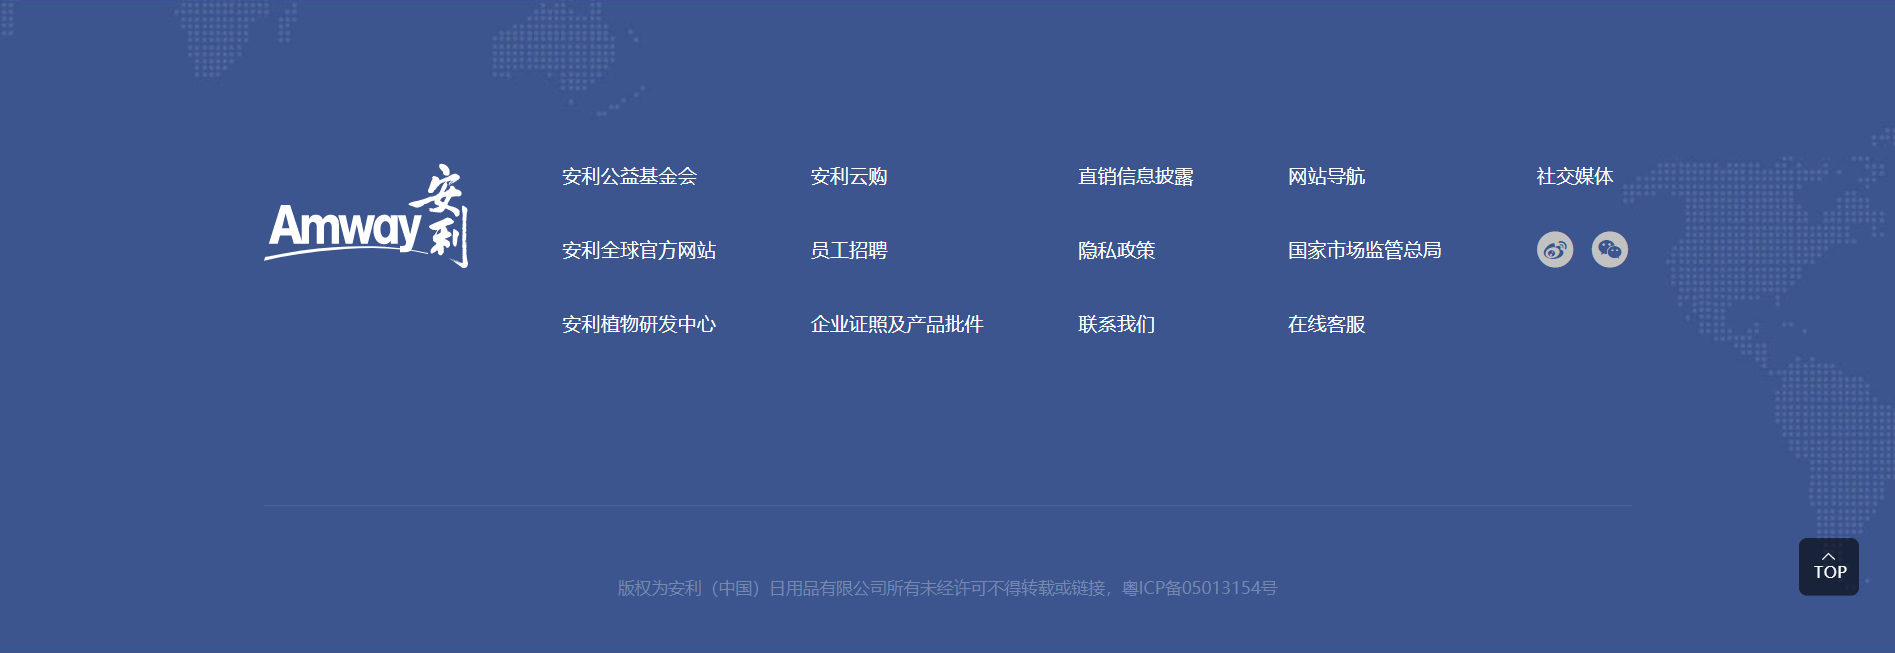 Amway安利
安利公益基金会
安利全球官方网站
安利植物研发中心
安利云购
员工招聘
企业证照及产品批件
直销信息披露
隐私政策
联系我们
网站导航
国家市场监管总局
在线客服
社交媒体
TOP
版权为安利（中国）日用品有限公司所有未经许可不得转载或链接，粤ICP备05013154号